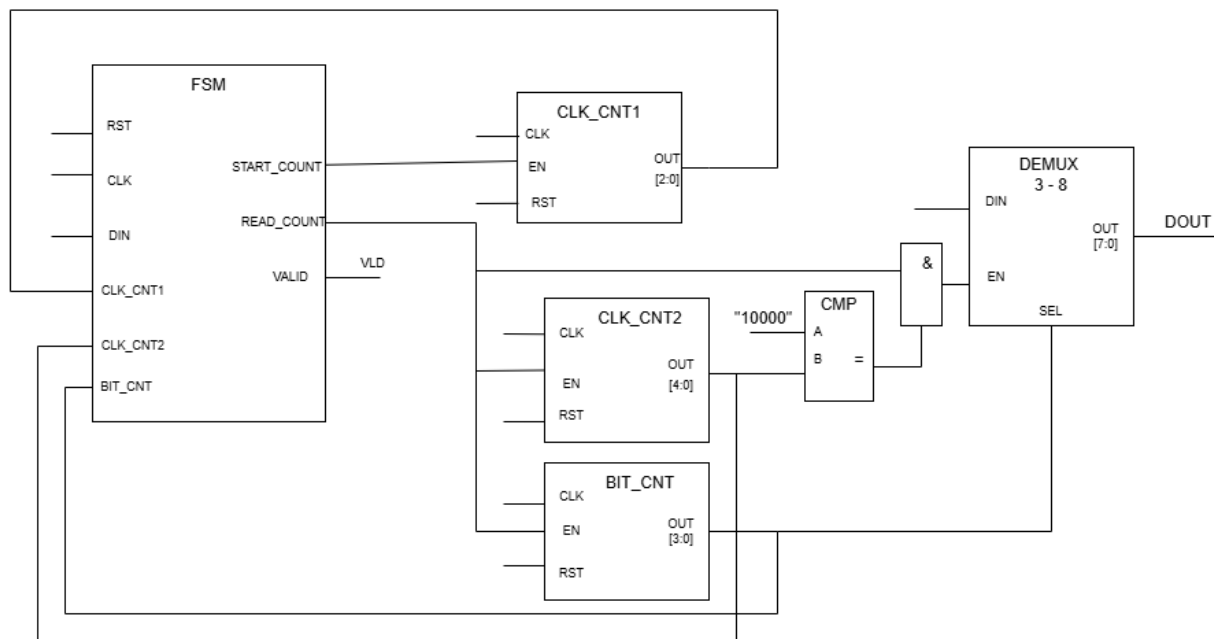 FSM
RST
CLK
DIN
CLK_CNT1
CLK_CNT2
BIT_CNT
START_COUNT
READ_COUNT
VALID
VLD
CLK_CNT1
CLK
EN
RST
OUT
[2:0]
CLK_CNT2
CLK
EN
RST
OUT
[4:0]
BIT_CNT
CLK
EN
RST
OUT
[3:0]
"10000"
CMP
A
B
=
&
DEMUX
3 - 8
DIN
EN
SEL
OUT
[7:0]
DOUT